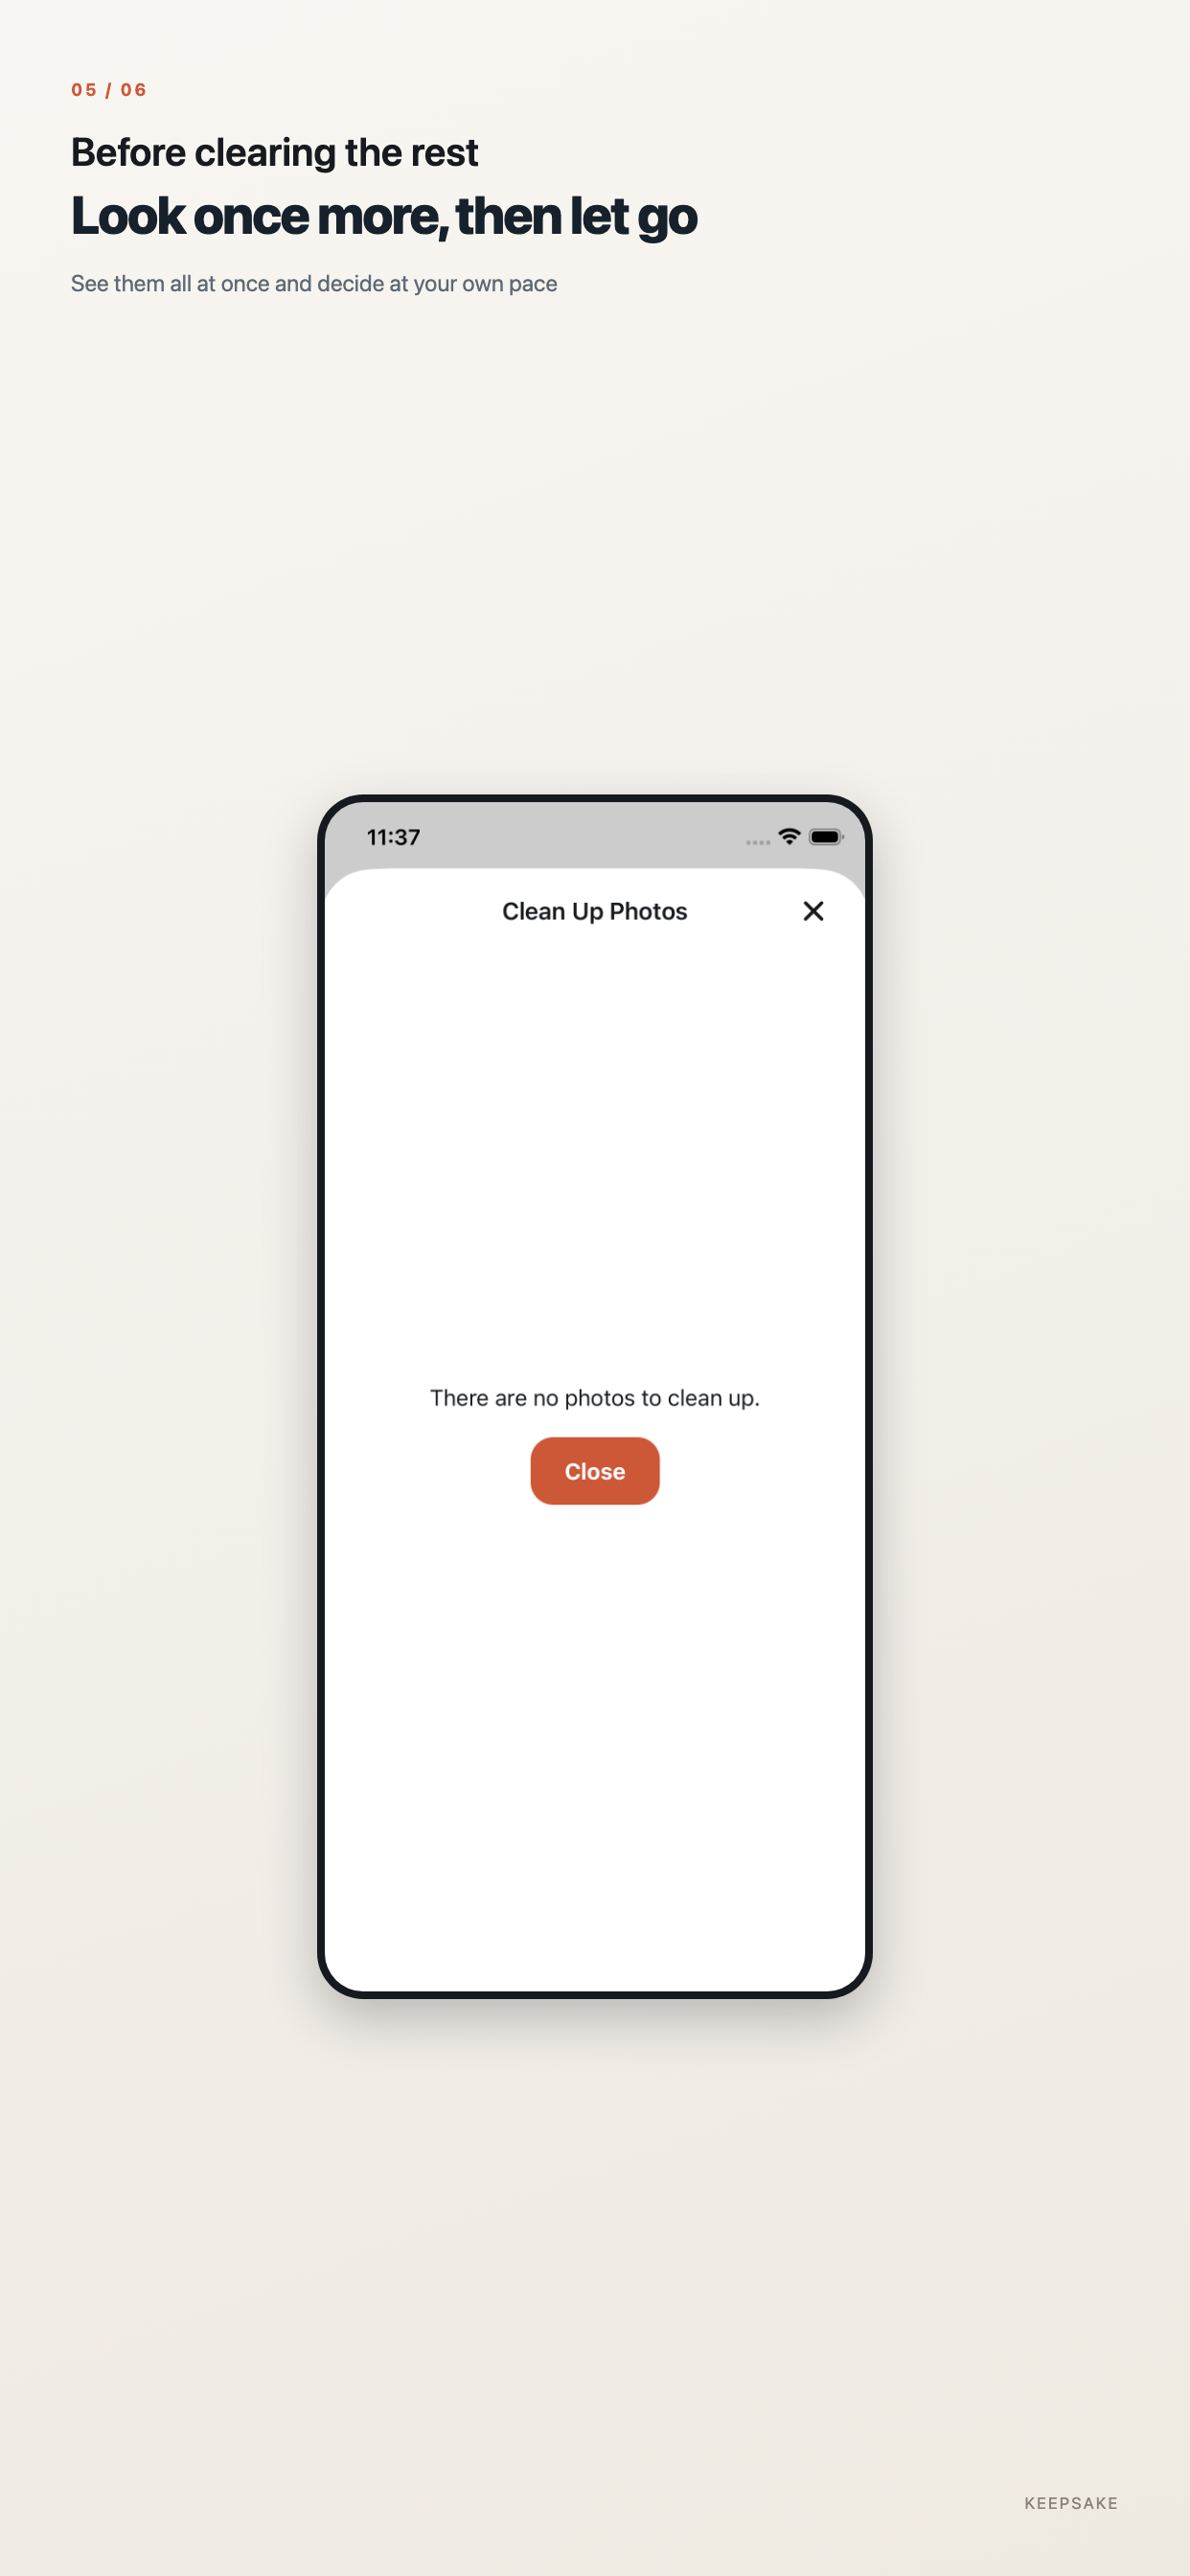 05 / 06
Before clearing the rest
Look once more, then let go
See them all at once and decide at your own pace
11:37
Clean Up Photos
There are no photos to clean up.
Close
KEEPSAKE